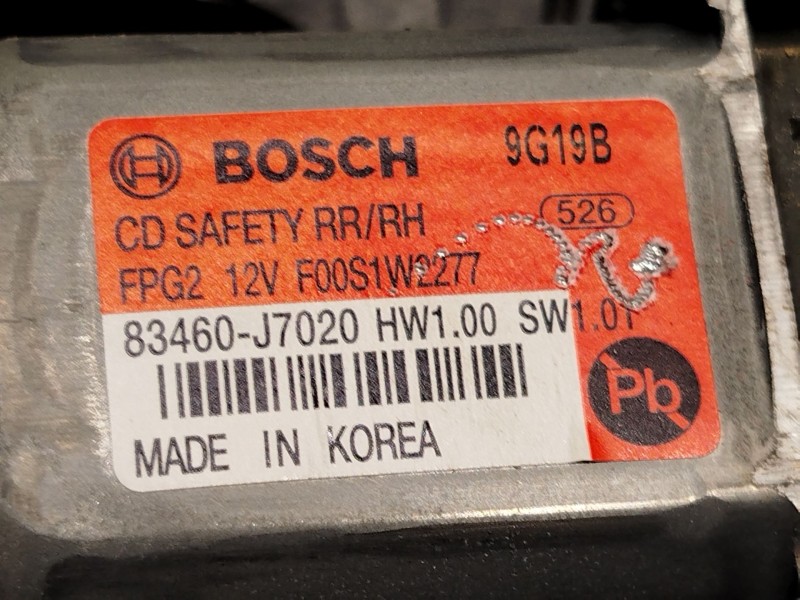 BOSCH 9G19B
CD SAFETY RR/RH 526
FPG2 12V F00S1W2277
83460-J7020 HW1.00 SW1.01
MADE IN KOREA
Pb